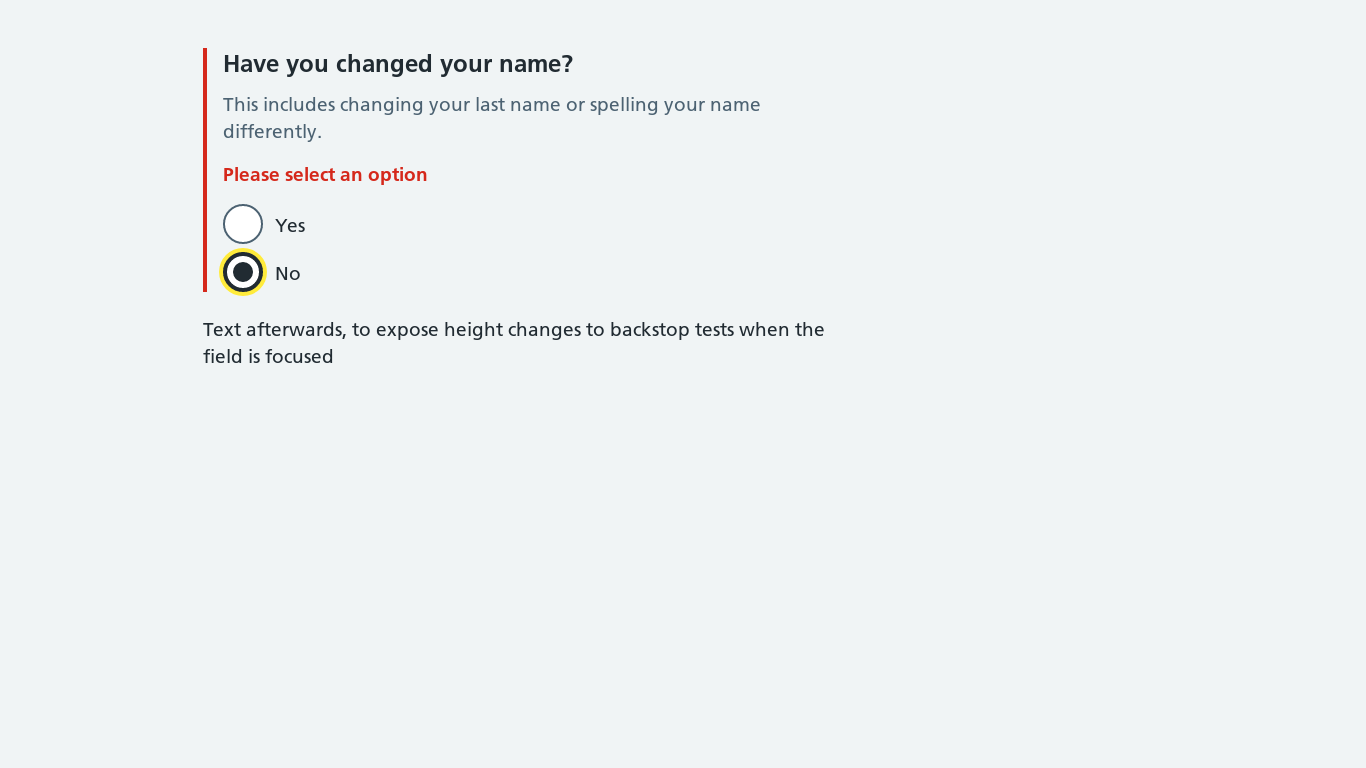 Have you changed your name?
This includes changing your last name or spelling your name
differently.
Please select an option
Yes
No
Text afterwards, to expose height changes to backstop tests when the
field is focused